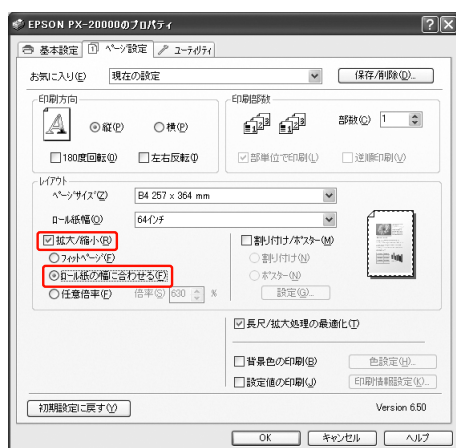 EPSON PX-20000のプロパティ
基本設定 ページ設定 ユーティリティ
お気に入り(E) 現在の設定 保存/削除(D)...
印刷方向 印刷部数
A 縦(P) 横(P) 部数(C) 1
180度回転(O) 左右反転(I) 部単位で印刷(L) 逆順印刷(V)
レイアウト
ページサイズ(Z) B4 257 x 364 mm
ロール紙幅(Q) 64インチ
拡大/縮小(R) 割り付け/ポスター(M)
フィットページ(F) 割り付け(N)
ロール紙の幅に合わせる(F) ポスター(N)
任意倍率(F) 倍率(S) 630 % 設定(G)...
長尺/拡大処理の最適化(T)
背景色の印刷(B) 色設定(H)...
設定値の印刷(J) 印刷情報設定(K)...
初期設定に戻す(Y) Version 6.50
OK キャンセル ヘルプ